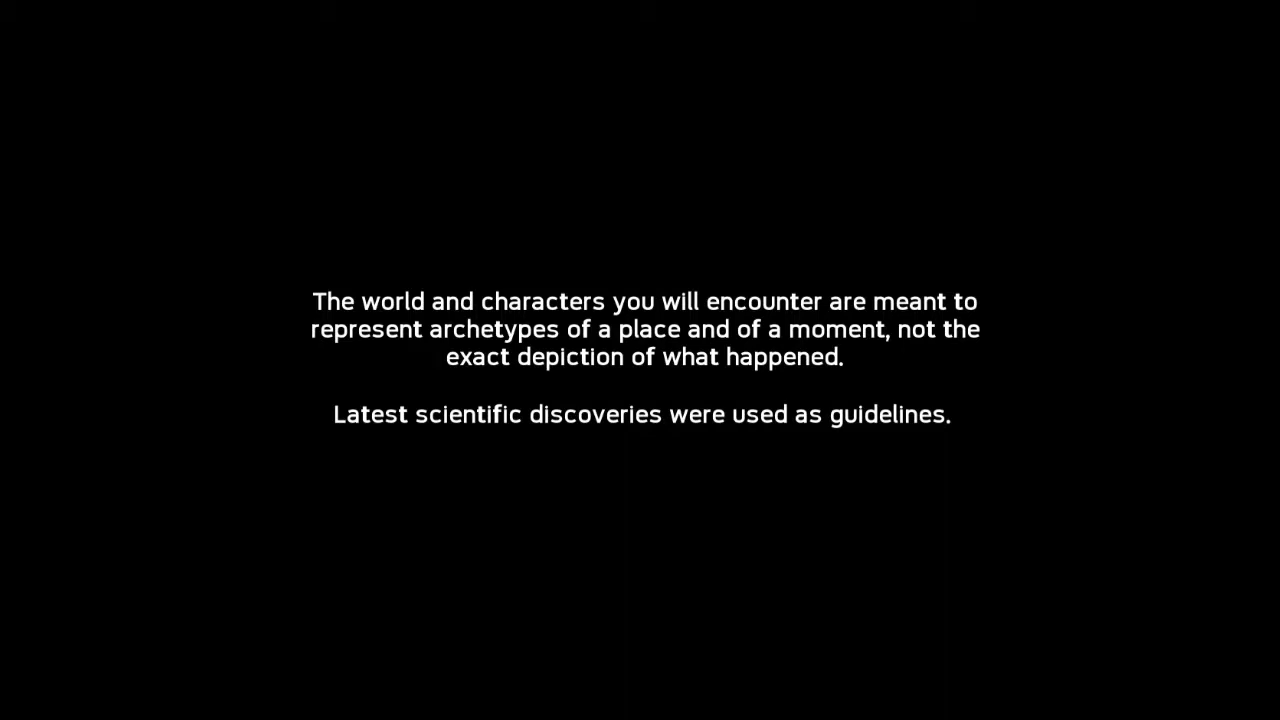 The world and characters you will encounter are meant to
represent archetypes of a place and of a moment, not the
exact depiction of what happened.
Latest scientific discoveries were used as guidelines.